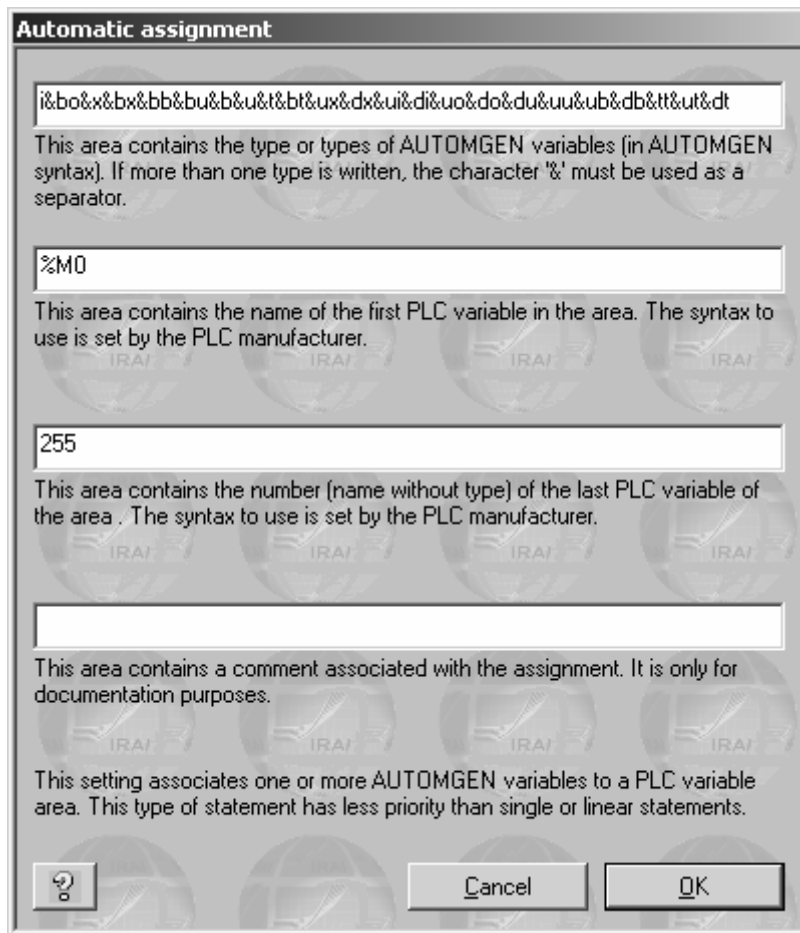 Automatic assignment
i&bo&x&bx&bb&bu&b&u&t&bt&ux&dx&ui&di&uo&do&du&uu&ub&db&tt&ut&dt
This area contains the type or types of AUTOMGEN variables (in AUTOMGEN
syntax). If more than one type is written, the character '&' must be used as a
separator.
%M0
This area contains the name of the first PLC variable in the area. The syntax to
use is set by the PLC manufacturer.
255
This area contains the number (name without type) of the last PLC variable of
the area . The syntax to use is set by the PLC manufacturer.
This area contains a comment associated with the assignment. It is only for
documentation purposes.
This setting associates one or more AUTOMGEN variables to a PLC variable
area. This type of statement has less priority than single or linear statements.
? Cancel OK